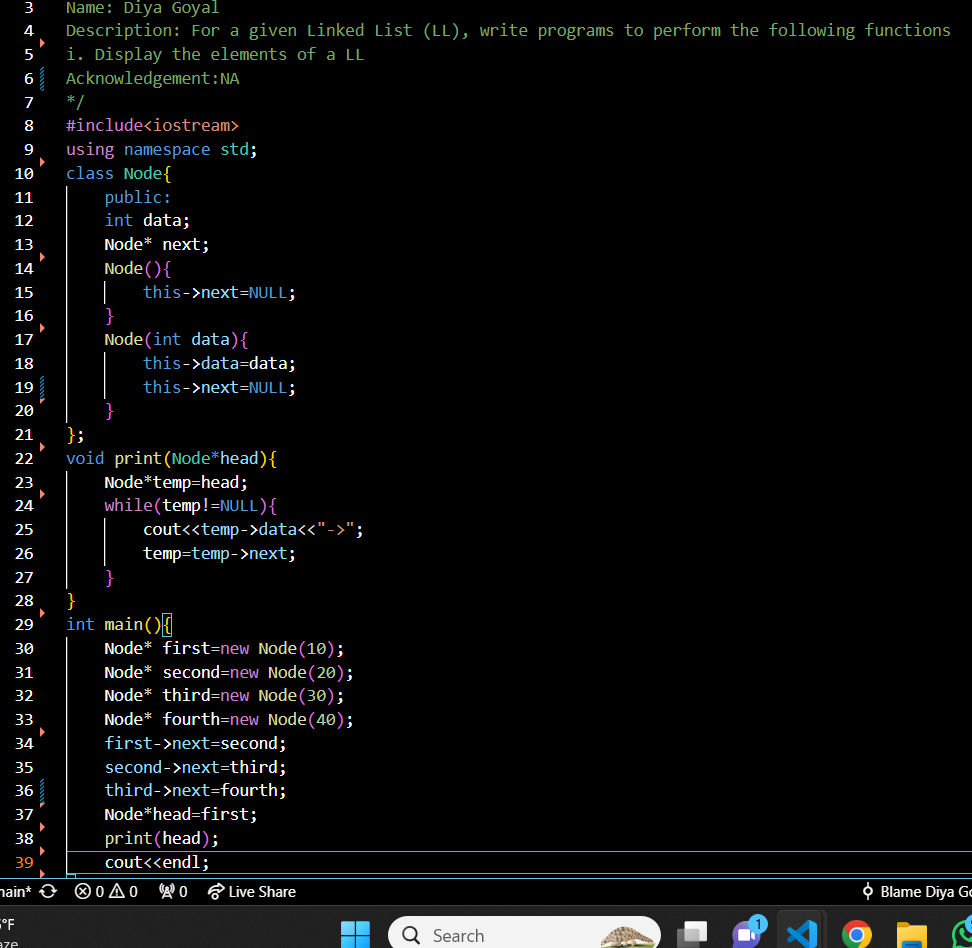 3 Name: Diya Goyal
4 Description: For a given Linked List (LL), write programs to perform the following functions
5 i. Display the elements of a LL
6 Acknowledgement:NA
7 */
8 #include<iostream>
9 using namespace std;
10 class Node{
11     public:
12     int data;
13     Node* next;
14     Node(){
15         this->next=NULL;
16     }
17     Node(int data){
18         this->data=data;
19         this->next=NULL;
20     }
21 };
22 void print(Node*head){
23     Node*temp=head;
24     while(temp!=NULL){
25         cout<<temp->data<<"->";
26         temp=temp->next;
27     }
28 }
29 int main(){
30     Node* first=new Node(10);
31     Node* second=new Node(20);
32     Node* third=new Node(30);
33     Node* fourth=new Node(40);
34     first->next=second;
35     second->next=third;
36     third->next=fourth;
37     Node*head=first;
38     print(head);
39     cout<<endl;
0 0 0 Live Share Blame Diya
°F
Search 1